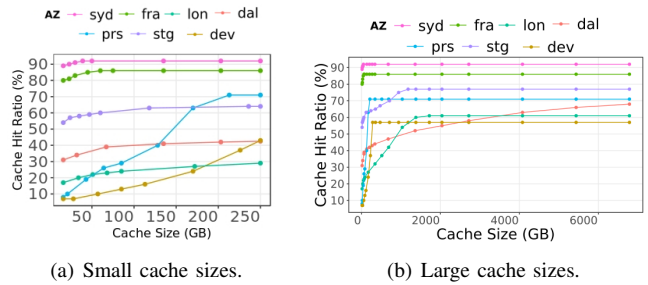 AZ syd fra lon dal
prs stg dev
Cache Hit Ratio (%)
90
80
70
60
50
40
30
20
10
50 100 150 200 250
Cache Size (GB)
(a) Small cache sizes.
AZ syd fra lon dal
prs stg dev
Cache Hit Ratio (%)
90
80
70
60
50
40
30
20
10
0 2000 4000 6000
Cache Size (GB)
(b) Large cache sizes.